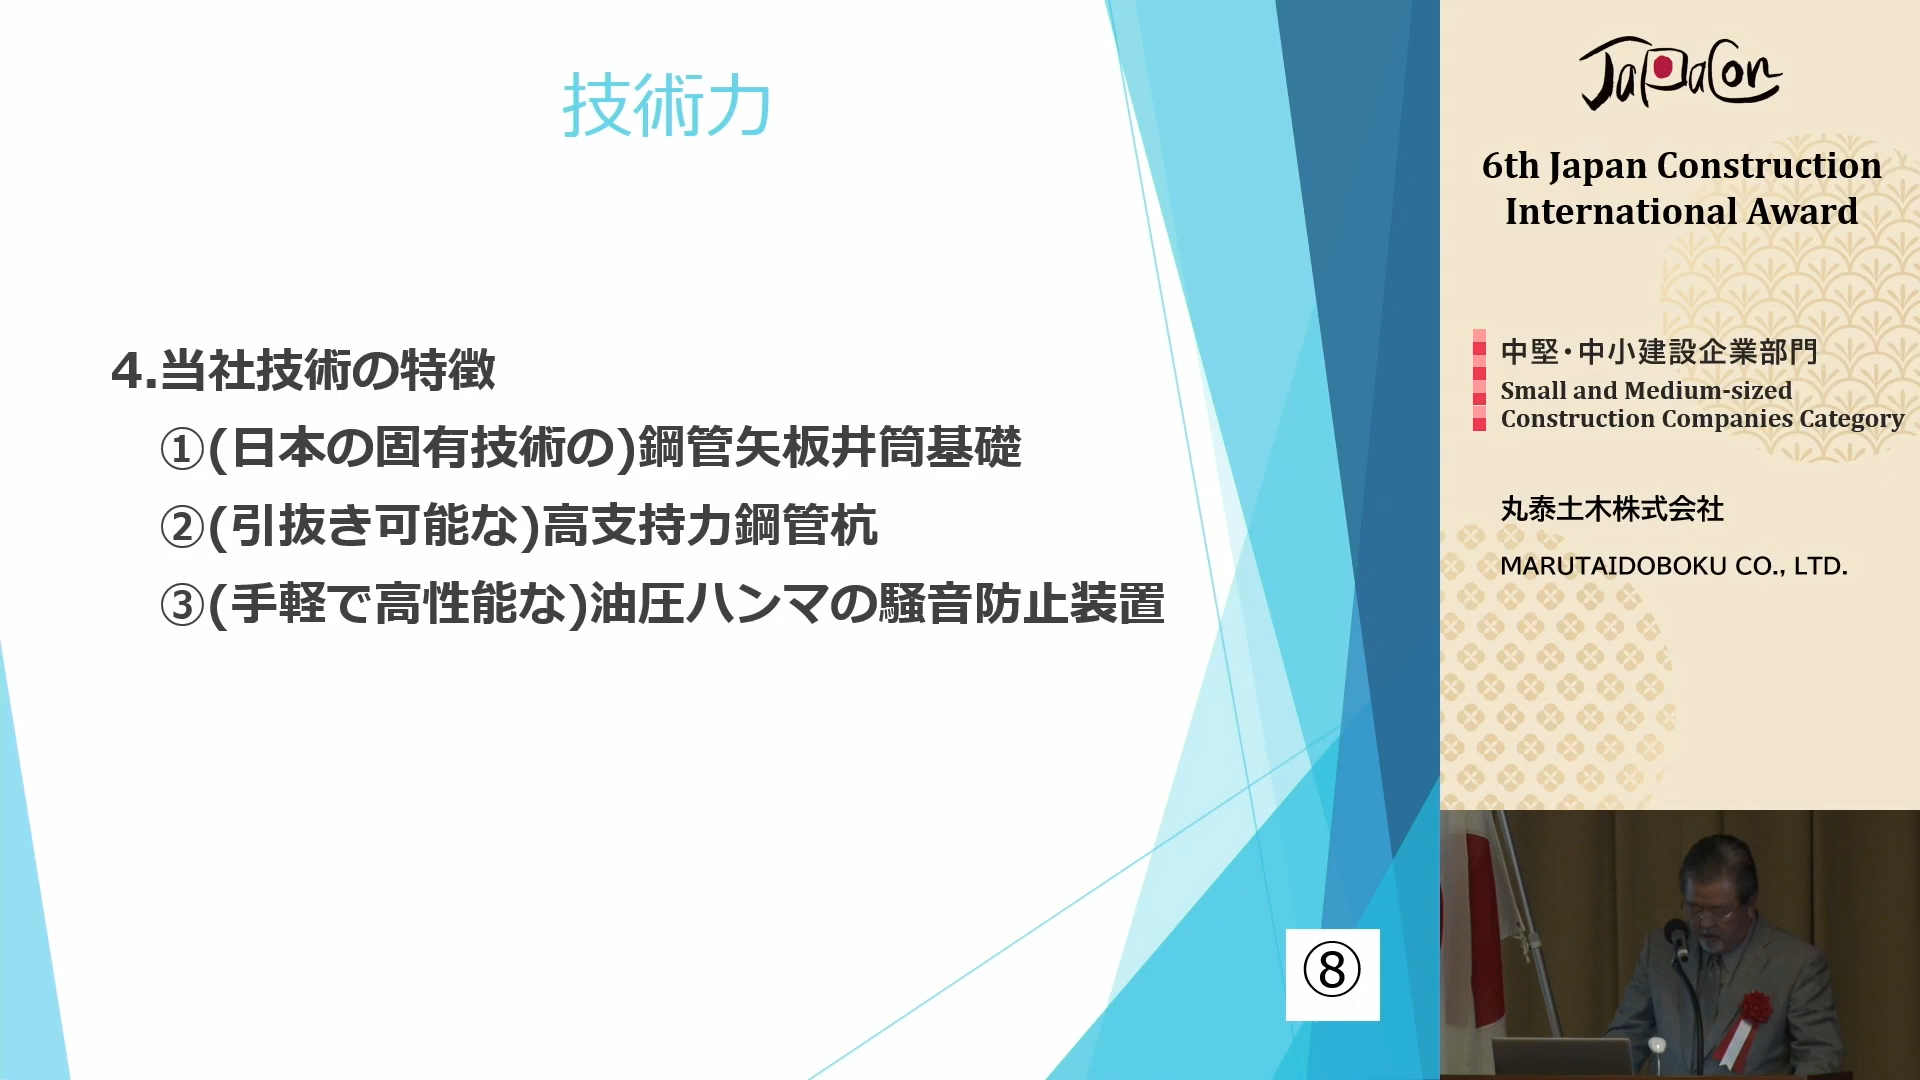 技術力
4.当社技術の特徴
①(日本の固有技術の)鋼管矢板井筒基礎
②(引抜き可能な)高支持力鋼管杭
③(手軽で高性能な)油圧ハンマの騒音防止装置
⑧
JaPaCon
6th Japan Construction
International Award
中堅・中小建設企業部門
Small and Medium-sized
Construction Companies Category
丸泰土木株式会社
MARUTAIDOBOKU CO., LTD.